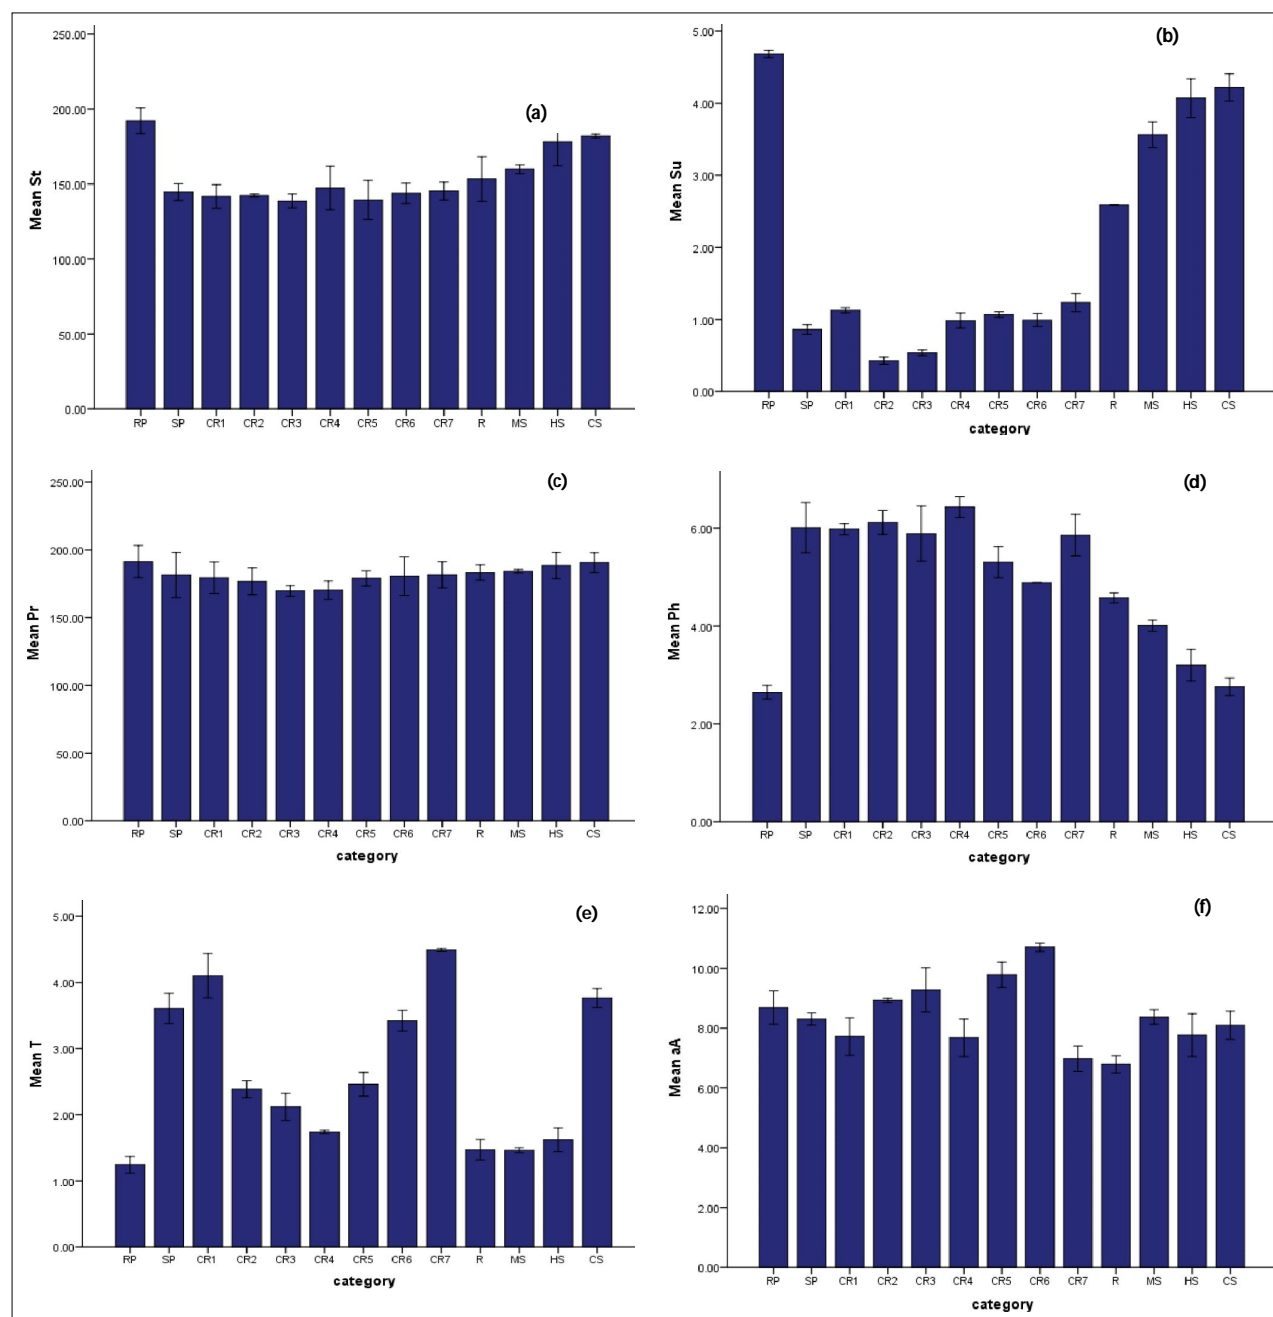 (a)
Mean St
250.00
200.00
150.00
100.00
50.00
0.00
RP SP CR1 CR2 CR3 CR4 CR5 CR6 CR7 R MS HS CS
(b)
Mean Su
5.00
4.00
3.00
2.00
1.00
0.00
RP SP CR1 CR2 CR3 CR4 CR5 CR6 CR7 R MS HS CS
category
(c)
Mean Pr
250.00
200.00
150.00
100.00
50.00
0.00
RP SP CR1 CR2 CR3 CR4 CR5 CR6 CR7 R MS HS CS
category
(d)
Mean Ph
6.00
4.00
2.00
0.00
RP SP CR1 CR2 CR3 CR4 CR5 CR6 CR7 R MS HS CS
category
(e)
Mean T
5.00
4.00
3.00
2.00
1.00
0.00
RP SP CR1 CR2 CR3 CR4 CR5 CR6 CR7 R MS HS CS
category
(f)
Mean aA
12.00
10.00
8.00
6.00
4.00
2.00
0.00
RP SP CR1 CR2 CR3 CR4 CR5 CR6 CR7 R MS HS CS
category